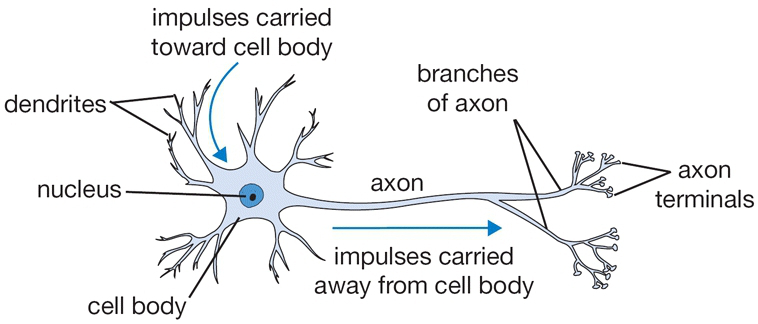 impulses carried
toward cell body
branches
of axon
dendrites
axon
terminals
nucleus
axon
impulses carried
away from cell body
cell body